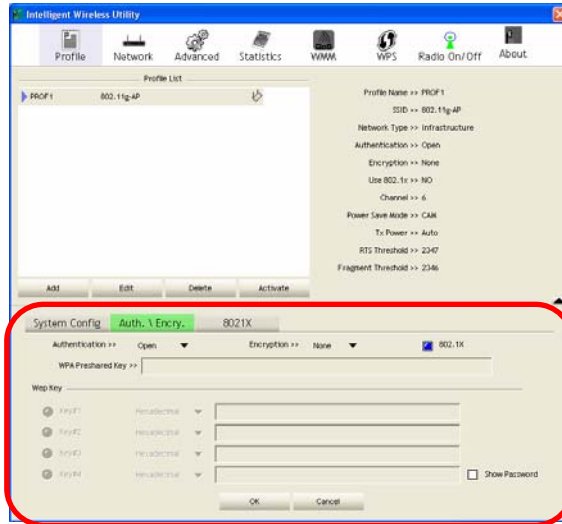 Intelligent Wireless Utility
Profile Network Advanced Statistics WMM WPS Radio On/Off About
Profile List
PROF1 802.11g-AP
Profile Name >> PROF1
SSID >> 802.11g-AP
Network Type >> Infrastructure
Authentication >> Open
Encryption >> None
Use 802.1x >> NO
Channel >> 6
Power Save Mode >> CAM
Tx Power >> Auto
RTS Threshold >> 2347
Fragment Threshold >> 2346
Add Edit Delete Activate
System Config Auth. \ Encry. 8021X
Authentication >> Open Encryption >> None 802.1X
WPA Preshared Key >>
Wep Key
Key#1 Hexadecimal
Key#2 Hexadecimal
Key#3 Hexadecimal
Key#4 Hexadecimal Show Password
OK Cancel